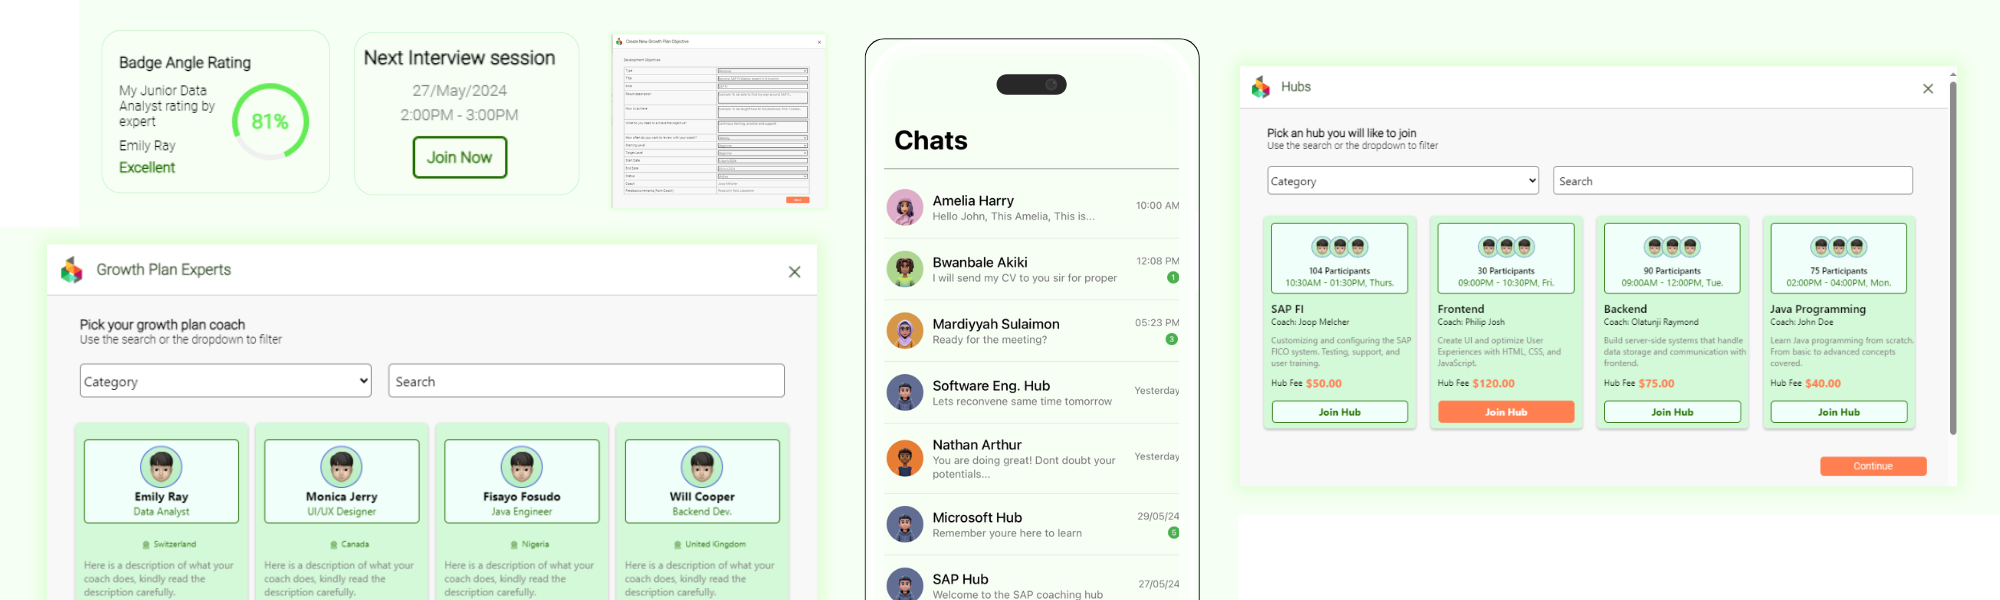 Badge Angle Rating
My Junior Data
Analyst rating by
expert
Emily Ray
Excellent
81%
Next Interview session
27/May/2024
2:00PM - 3:00PM
Join Now
Create New Growth Plan Objective
Development Objectives
Type
Title
Start Date
End Date
Status
Coach
Growth Plan Experts
Pick your growth plan coach
Use the search or the dropdown to filter
Category
Search
Emily Ray
Data Analyst
Switzerland
Here is a description of what your
coach does, kindly read the
description carefully.
Monica Jerry
UI/UX Designer
Canada
Here is a description of what your
coach does, kindly read the
description carefully.
Fisayo Fosudo
Java Engineer
Nigeria
Here is a description of what your
coach does, kindly read the
description carefully.
Will Cooper
Backend Dev.
United Kingdom
Here is a description of what your
coach does, kindly read the
description carefully.
Chats
Amelia Harry
10:00 AM
Hello John, This Amelia, This is...
Bwanbale Akiki
12:08 PM
I will send my CV to you sir for proper
1
Mardiyyah Sulaimon
05:23 PM
Ready for the meeting?
3
Software Eng. Hub
Yesterday
Lets reconvene same time tomorrow
Nathan Arthur
Yesterday
You are doing great! Dont doubt your
potentials...
Microsoft Hub
29/05/24
Remember youre here to learn
5
SAP Hub
27/05/24
Welcome to the SAP coaching hub
Hubs
Pick an hub you will like to join
Use the search or the dropdown to filter
Category
Search
104 Participants
10:30AM - 01:30PM, Thurs.
SAP FI
Coach: Joop Melcher
Customizing and configuring the SAP
FICO system. Testing, support, and
user training.
Hub Fee $50.00
Join Hub
30 Participants
09:00PM - 10:30PM, Fri.
Frontend
Coach: Philip Josh
Create UI and optimize User
Experiences with HTML, CSS, and
JavaScript.
Hub Fee $120.00
Join Hub
90 Participants
09:00AM - 12:00PM, Tue.
Backend
Coach: Olatunji Raymond
Build server-side systems that handle
data storage and communication with
frontend.
Hub Fee $75.00
Join Hub
75 Participants
02:00PM - 04:00PM, Mon.
Java Programming
Coach: John Doe
Learn Java programming from scratch.
From basic to advanced concepts
covered.
Hub Fee $40.00
Join Hub
Continue